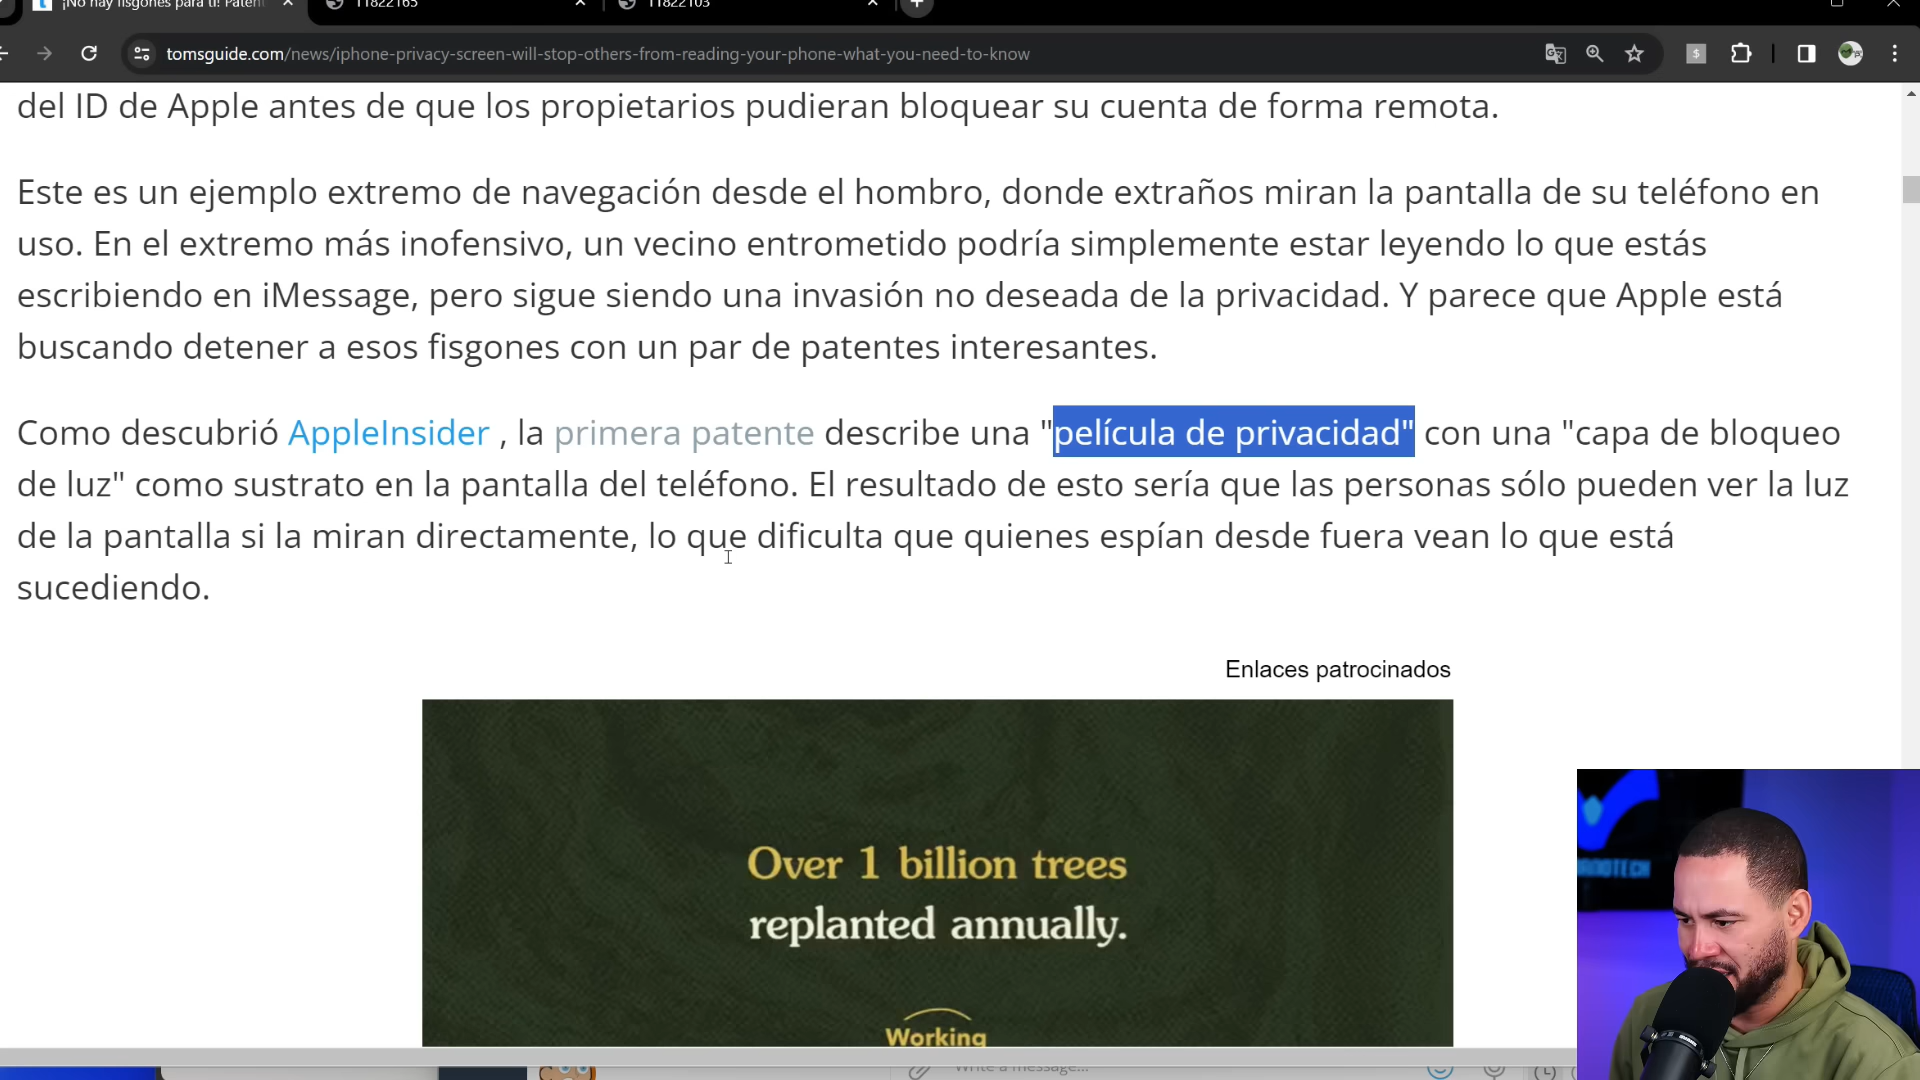 ¡No hay fisgones para ti! Patent
11822165
11822103
tomsguide.com/news/iphone-privacy-screen-will-stop-others-from-reading-your-phone-what-you-need-to-know
del ID de Apple antes de que los propietarios pudieran bloquear su cuenta de forma remota.
Este es un ejemplo extremo de navegación desde el hombro, donde extraños miran la pantalla de su teléfono en
uso. En el extremo más inofensivo, un vecino entrometido podría simplemente estar leyendo lo que estás
escribiendo en iMessage, pero sigue siendo una invasión no deseada de la privacidad. Y parece que Apple está
buscando detener a esos fisgones con un par de patentes interesantes.
Como descubrió AppleInsider , la primera patente describe una "película de privacidad" con una "capa de bloqueo
de luz" como sustrato en la pantalla del teléfono. El resultado de esto sería que las personas sólo pueden ver la luz
de la pantalla si la miran directamente, lo que dificulta que quienes espían desde fuera vean lo que está
sucediendo.
Enlaces patrocinados
Over 1 billion trees
replanted annually.
Working
Write a message...